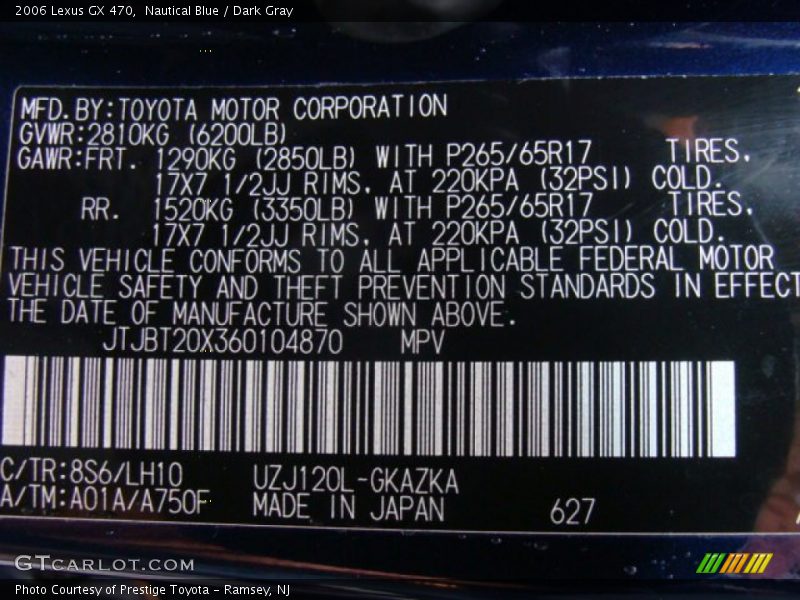 2006 Lexus GX 470,  Nautical Blue / Dark Gray
MFD.BY:TOYOTA MOTOR CORPORATION
GVWR:2810KG (6200LB)
GAWR:FRT. 1290KG (2850LB) WITH P265/65R17 TIRES,
17X7 1/2JJ RIMS, AT 220KPA (32PSI) COLD.
RR. 1520KG (3350LB) WITH P265/65R17 TIRES,
17X7 1/2JJ RIMS, AT 220KPA (32PSI) COLD.
THIS VEHICLE CONFORMS TO ALL APPLICABLE FEDERAL MOTOR
VEHICLE SAFETY AND THEFT PREVENTION STANDARDS IN EFFECT
THE DATE OF MANUFACTURE SHOWN ABOVE.
JTJBT20X360104870 MPV
C/TR:8S6/LH10 UZJ120L-GKAZKA
A/TM:A01A/A750F MADE IN JAPAN 627
GTCARLOT.COM
Photo Courtesy of Prestige Toyota - Ramsey, NJ